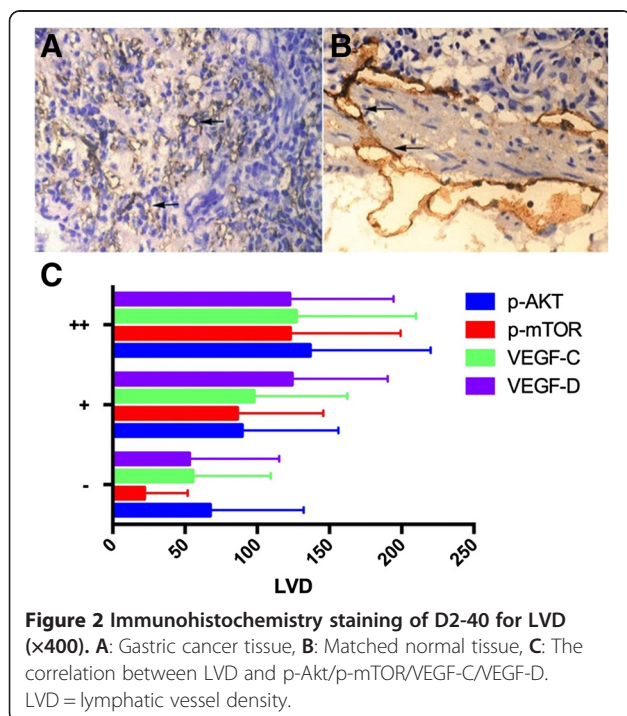 A
B
C
++
+
-
p-AKT
p-mTOR
VEGF-C
VEGF-D
0
50
100
150
200
250
LVD
Figure 2 Immunohistochemistry staining of D2-40 for LVD
(×400). A: Gastric cancer tissue, B: Matched normal tissue, C: The
correlation between LVD and p-Akt/p-mTOR/VEGF-C/VEGF-D.
LVD = lymphatic vessel density.